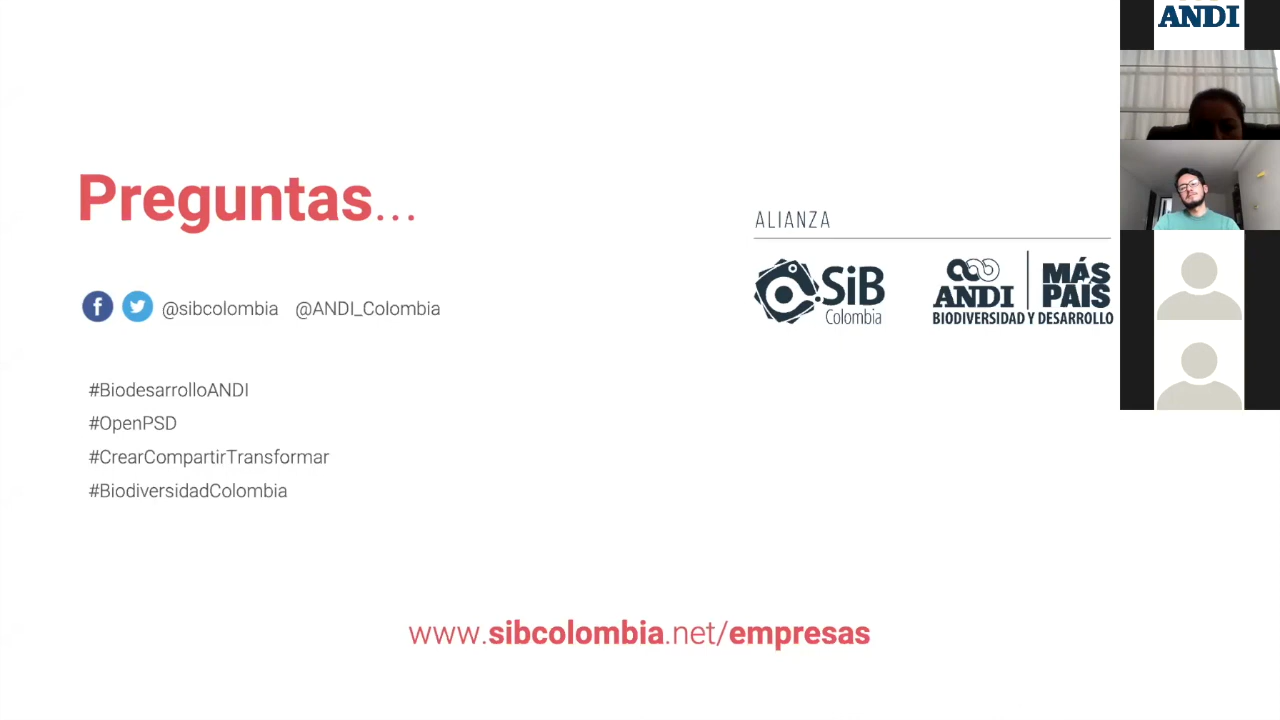 ANDI
Preguntas...
ALIANZA
SiB
Colombia
ANDI
MÁS
PAÍS
BIODIVERSIDAD Y DESARROLLO
@sibcolombia @ANDI_Colombia
#BiodesarrolloANDI
#OpenPSD
#CrearCompartirTransformar
#BiodiversidadColombia
www.sibcolombia.net/empresas